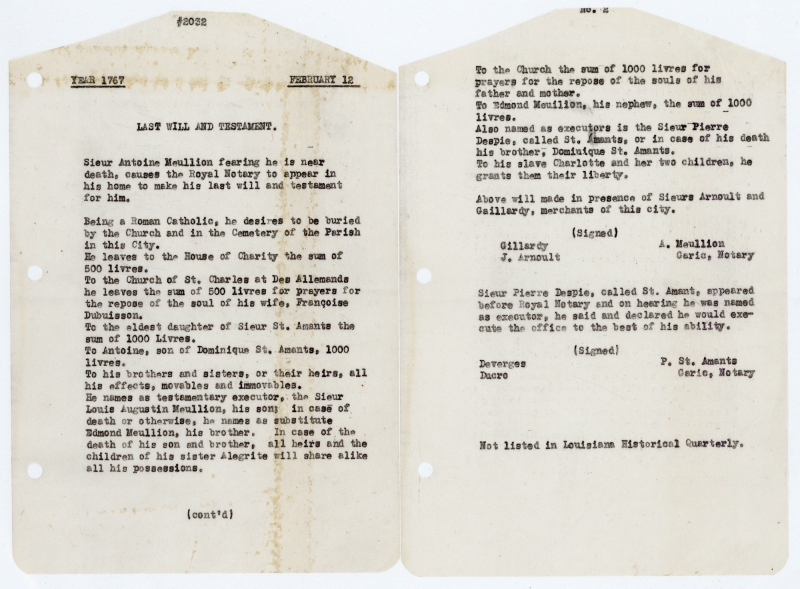 #2032
YEAR 1767 FEBRUARY 12
LAST WILL AND TESTAMENT.
Sieur Antoine Meullion fearing he is near
death, causes the Royal Notary to appear in
his home to make his last will and testament
for him.
Being a Roman Catholic, he desires to be buried
by the Church and in the Cemetery of the Parish
in this City.
He leaves to the House of Charity the sum of
500 livres.
To the Church of St. Charles at Des Allemands
he leaves the sum of 500 livres for prayers for
the repose of the soul of his wife, Françoise
Dubuisson.
To the eldest daughter of Sieur St. Amants the
sum of 1000 Livres.
To Antoine, son of Dominique St. Amants, 1000
livres.
To his brothers and sisters, or their heirs, all
his effects, movables and immovables.
He names as testamentary executor, the Sieur
Louis Augustin Meullion, his son; in case of
death or otherwise, he names as substitute
Edmond Meullion, his brother. In case of the
death of his son and brother, all heirs and the
children of his sister Alegrite will share alike
all his possessions.
(cont'd)
No. 2
To the Church the sum of 1000 livres for
prayers for the repose of the souls of his
father and mother.
To Edmond Meuilion, his nephew, the sum of 1000
livres.
Also named as executors is the Sieur Pierre
Despie, called St. Amants, or in case of his death
his brother, Dominique St. Amants.
To his slave Charlotte and her two children, he
grants them their liberty.
Above will made in presence of Sieurs Arnoult and
Gaillardy, merchants of this city.
(Signed)
Gillardy A. Meullion
J. Arnoult Garic, Notary
Sieur Pierre Despie, called St. Amant, appeared
before Royal Notary and on hearing he was named
as executor, he said and declared he would exe-
cute the office to the best of his ability.
(Signed)
Deverges P. St. Amants
Ducro Garic, Notary
Not listed in Louisiana Historical Quarterly.